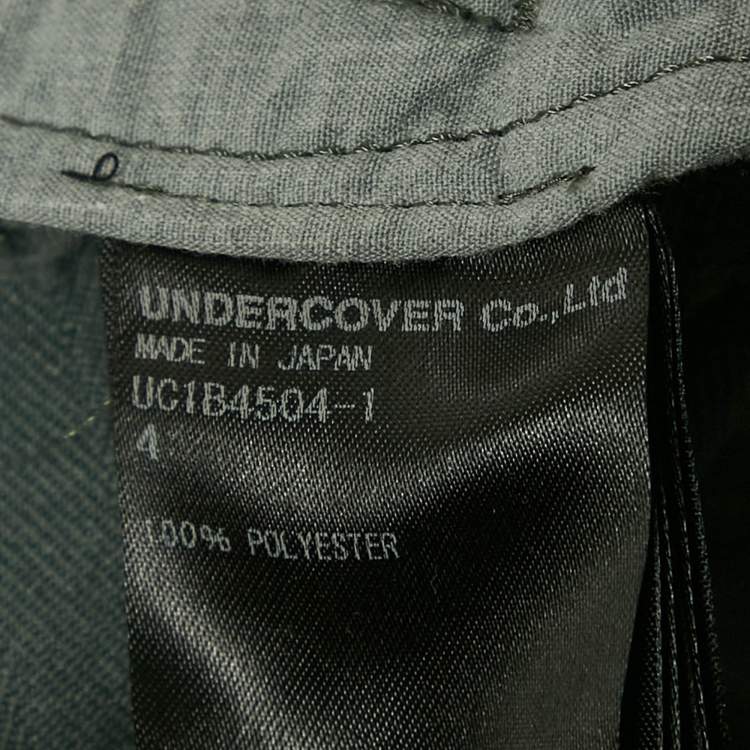 UNDERCOVER Co.,Ltd
MADE IN JAPAN
UC1B4504-1
4
100% POLYESTER